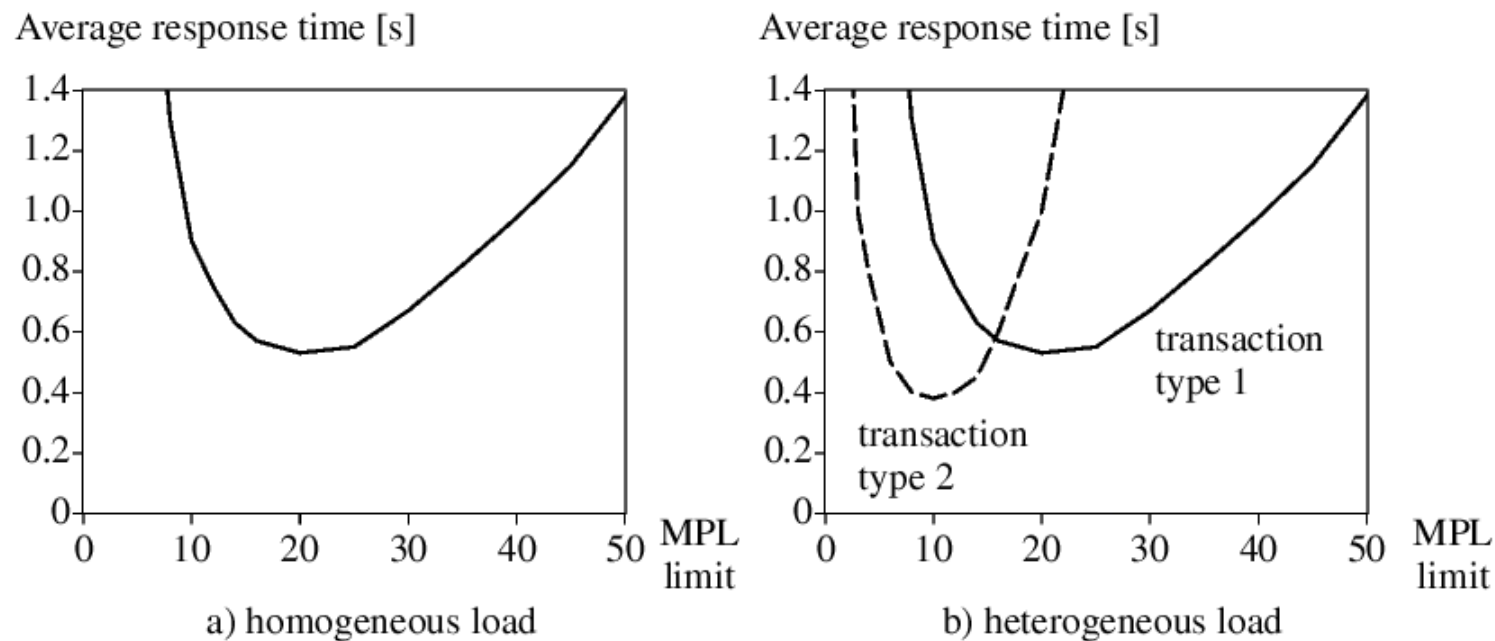 Average response time [s]
1.4
1.2
1.0
0.8
0.6
0.4
0.2
0
0 10 20 30 40 50
MPL
limit
a) homogeneous load
Average response time [s]
1.4
1.2
1.0
0.8
0.6
0.4
0.2
0
transaction
type 1
transaction
type 2
0 10 20 30 40 50
MPL
limit
b) heterogeneous load